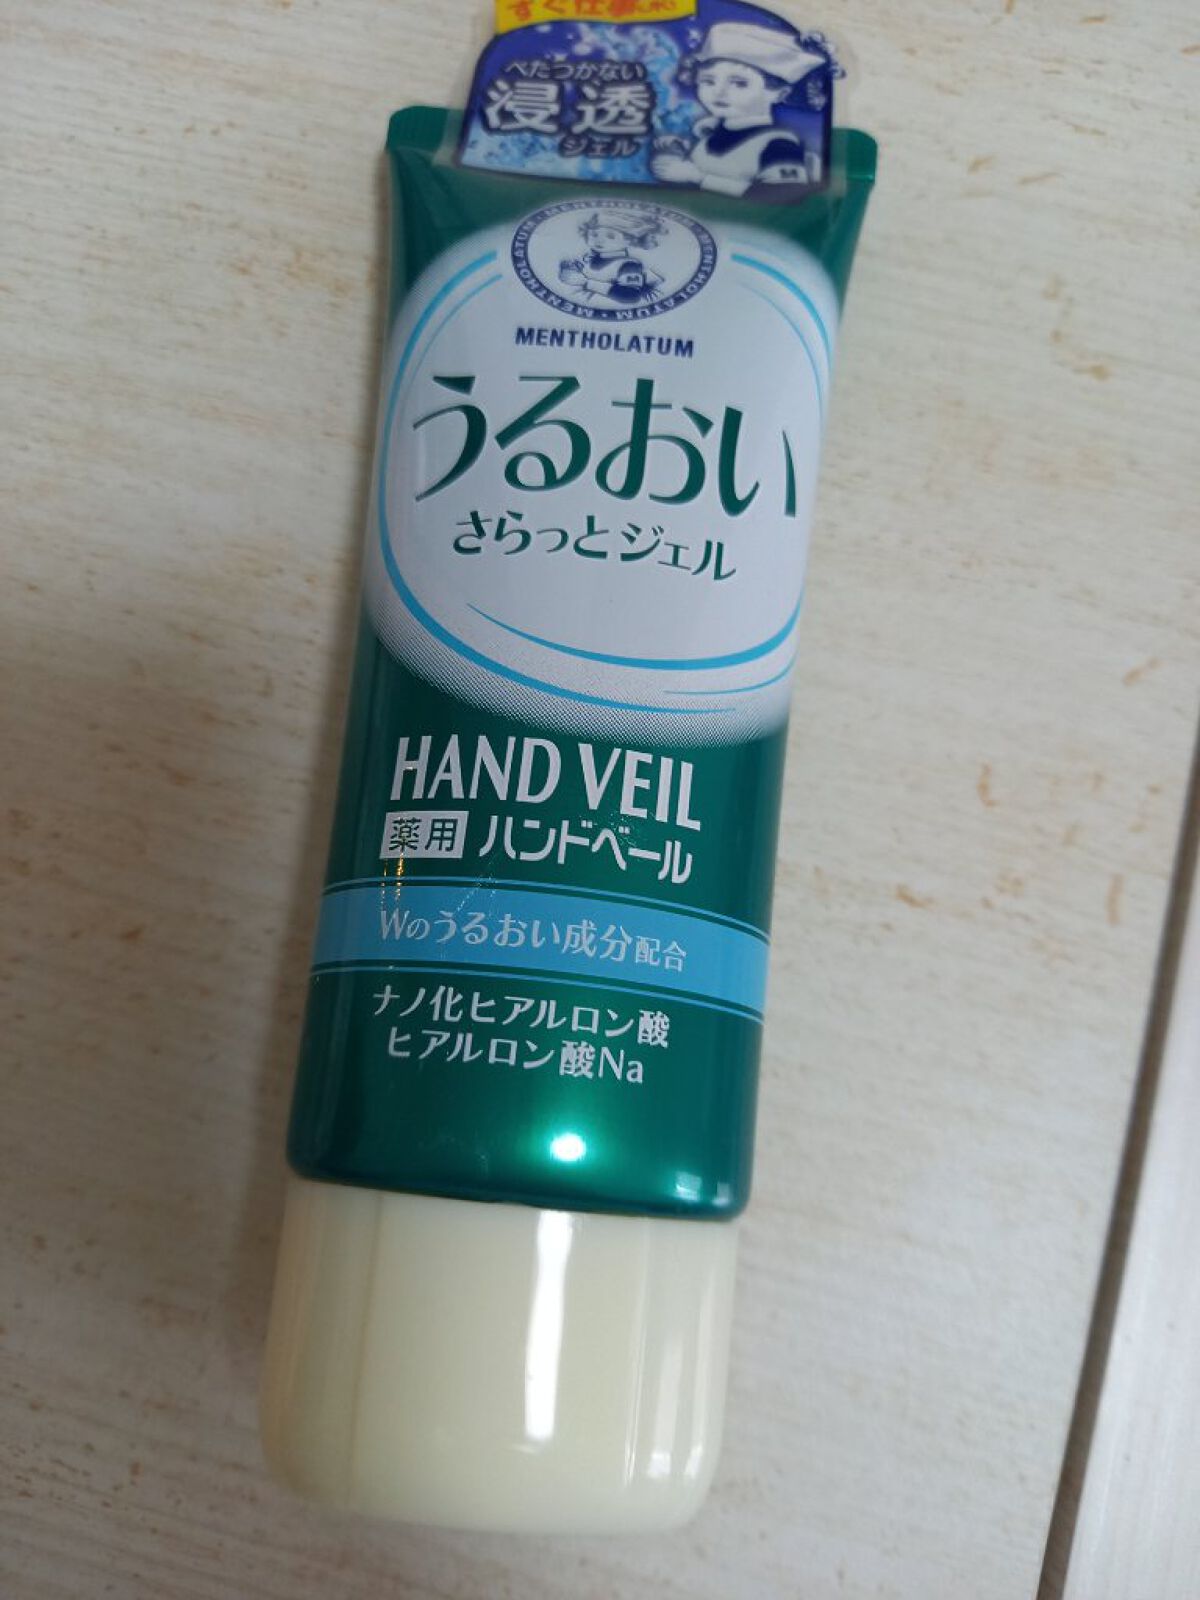 すぐ仕事
べたつかない
浸透
ジェル
MENTHOLATUM・MENTHOLATUM・MENTHOLATUM
MENTHOLATUM
うるおい
さらっとジェル
HAND VEIL
薬用 ハンドベール
Wのうるおい成分配合
ナノ化ヒアルロン酸
ヒアルロン酸Na